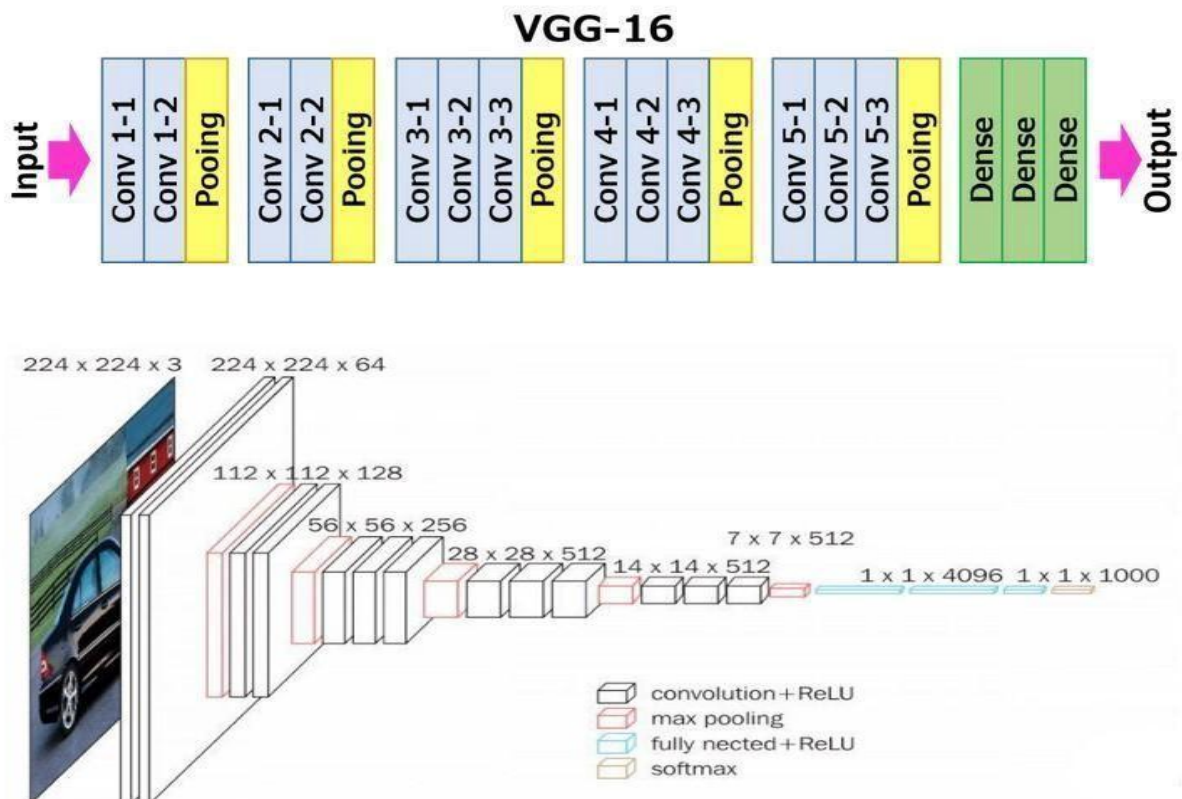 VGG-16
Input
Conv 1-1
Conv 1-2
Pooing
Conv 2-1
Conv 2-2
Pooing
Conv 3-1
Conv 3-2
Conv 3-3
Pooing
Conv 4-1
Conv 4-2
Conv 4-3
Pooing
Conv 5-1
Conv 5-2
Conv 5-3
Pooing
Dense
Dense
Dense
Output
224 x 224 x 3
224 x 224 x 64
112 x 112 x 128
56 x 56 x 256
28 x 28 x 512
14 x 14 x 512
7 x 7 x 512
1 x 1 x 4096
1 x 1 x 1000
convolution+ReLU
max pooling
fully nected+ReLU
softmax